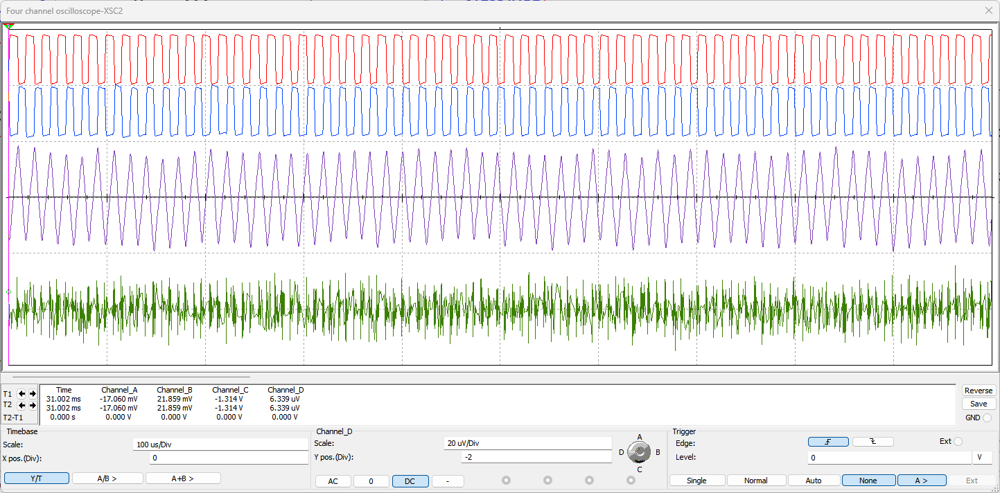 Four channel oscilloscope-XSC2
Time Channel_A Channel_B Channel_C Channel_D
T1 31.002 ms -17.060 mV 21.859 mV -1.314 V 6.339 uV
T2 31.002 ms -17.060 mV 21.859 mV -1.314 V 6.339 uV
T2-T1 0.000 s 0.000 V 0.000 V 0.000 V 0.000 V
Reverse
Save
GND
Timebase
Scale: 100 us/Div
X pos.(Div): 0
Y/T A/B > A+B >
Channel_D
Scale: 20 uV/Div
Y pos.(Div): -2
AC 0 DC -
A
D B
C
Trigger
Edge: Ext
Level: 0 V
Single Normal Auto None A > Ext